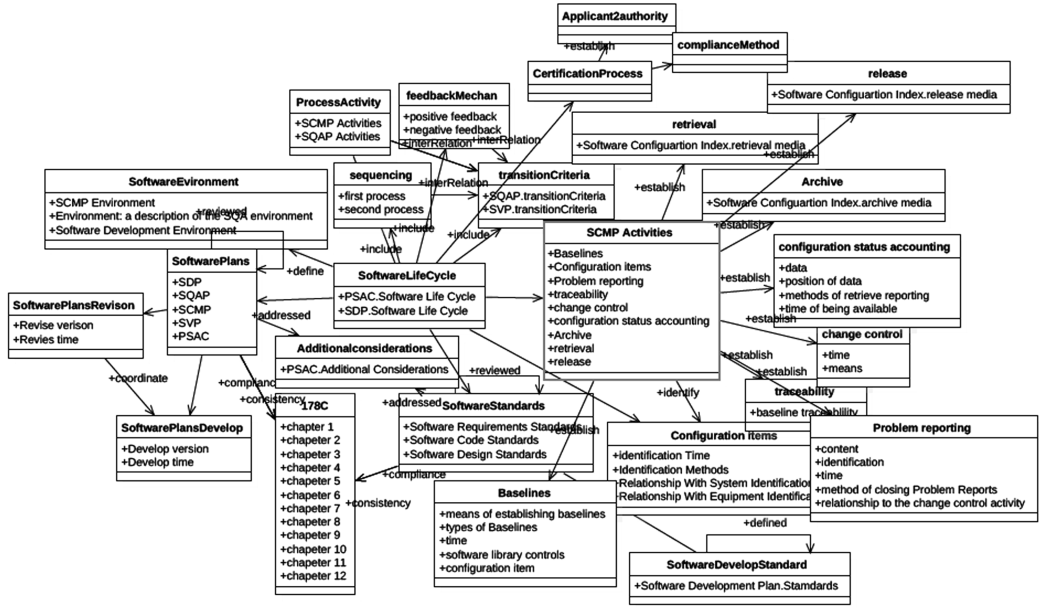 Applicant2authority
+establish
complianceMethod
CertificationProcess
release
+Software Configuartion Index.release media
ProcessActivity
+SCMP Activities
+SQAP Activities
feedbackMechan
+positive feedback
+negative feedback
+interRelation
+interRelation
retrieval
+Software Configuartion Index.retrieval media
+establish
sequencing
+first process
+second process
+interRelation
transitionCriteria
+SQAP.transitionCriteria
+SVP.transitionCriteria
+establish
Archive
+Software Configuartion Index.archive media
SoftwareEvironment
+SCMP Environment
+Environment: a description of the SQA environment
+reviewed
+Software Development Environment
+include
+include
+include
+establish
SCMP Activities
+Baselines
+Configuration items
+Problem reporting
+traceability
+change control
+configuration status accounting
+Archive
+retrieval
+release
configuration status accounting
+data
+position of data
+methods of retrieve reporting
+time of being available
+establish
SoftwarePlans
+SDP
+SQAP
+SCMP
+SVP
+PSAC
+define
SoftwareLifeCycle
+PSAC.Software Life Cycle
+SDP.Software Life Cycle
SoftwarePlansRevison
+Revise verison
+Revies time
+addressed
+establish
change control
+time
+means
Additionalconsiderations
+PSAC.Additional Considerations
+reviewed
+establish
+establish
+coordinate
+complianc
+consistency
+addressed
+identify
traceability
+baseline traceablility
178C
+chapter 1
+chapeter 2
+chapeter 3
+chapeter 4
+chapeter 5
+chapeter 6
+chapeter 7
+chapeter 8
+chapeter 9
+chapeter 10
+chapeter 11
+chapeter 12
SoftwareStandards
+Software Requirements Standards
+Software Code Standards
+Software Design Standards
+establish
SoftwarePlansDevelop
+Develop version
+Develop time
Configuration items
+identification Time
+Identification Methods
+Relationship With System Identification
+Relationship With Equipment Identifica
Problem reporting
+content
+identification
+time
+method of closing Problem Reports
+relationship to the change control activity
+compliance
+consistency
Baselines
+means of establishing baselines
+types of Baselines
+time
+software library controls
+configuration item
+defined
SoftwareDevelopStandard
+Software Development Plan.Stamdards